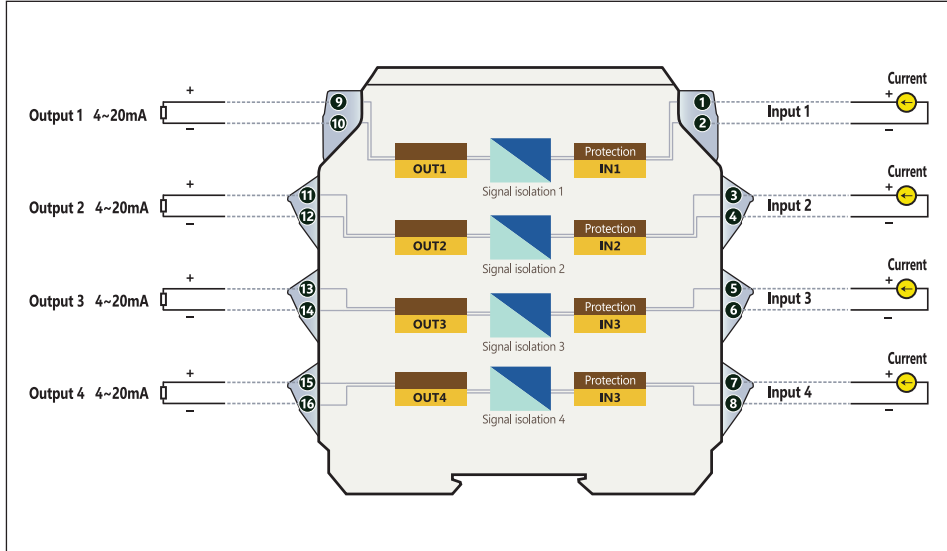 Current
+
+
Output 1 4~20mA
9
1
Input 1
10
2
−
−
Protection
OUT1
IN1
Signal isolation 1
Current
+
+
Output 2 4~20mA
11
3
Input 2
12
4
−
−
Protection
OUT2
IN2
Signal isolation 2
Current
+
+
Output 3 4~20mA
13
5
Input 3
14
6
−
−
Protection
OUT3
IN3
Signal isolation 3
Current
+
+
Output 4 4~20mA
15
7
Input 4
16
8
−
−
Protection
OUT4
IN3
Signal isolation 4